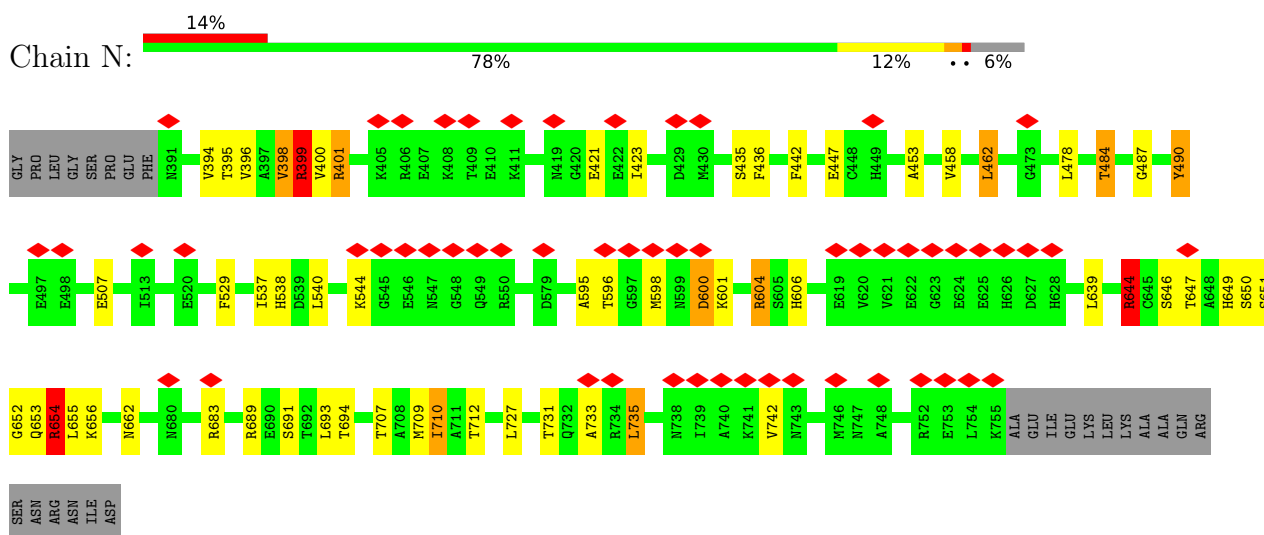 14%
Chain N:
78% 12% •• 6%
GLY PRO LEU GLY SER PRO GLU PHE N391 V394 T395 V396 A397 V398 R399 V400 R401 K405 R406 E407 K408 T409 E410 K411 N419 G420 E421 E422 I423 D429 M430 S435 F436 F442 E447 C448 H449 A453 V458 L462 G473 L478 T484 G487 Y490
E497 E498 E507 I513 E520 F529 I537 H538 D539 L540 K544 G545 E546 N547 G548 Q549 R550 D579 A595 T596 G597 M598 N599 D600 K601 R604 S605 H606 E619 V620 V621 E622 G623 E624 E625 H626 D627 H628 L639 R644 C645 S646 T647 A648 H649 S650 S651
G652 Q653 R654 L655 K656 N662 N680 R683 R689 E690 S691 T692 L693 T694 T707 A708 M709 I710 A711 T712 L727 T731 Q732 A733 R734 L735 N738 I739 A740 K741 V742 N743 M746 N747 A748 R752 E753 L754 K755 ALA GLU ILE GLU LYS LEU LYS ALA ALA GLN ARG
SER ASN ARG ASN ILE ASP